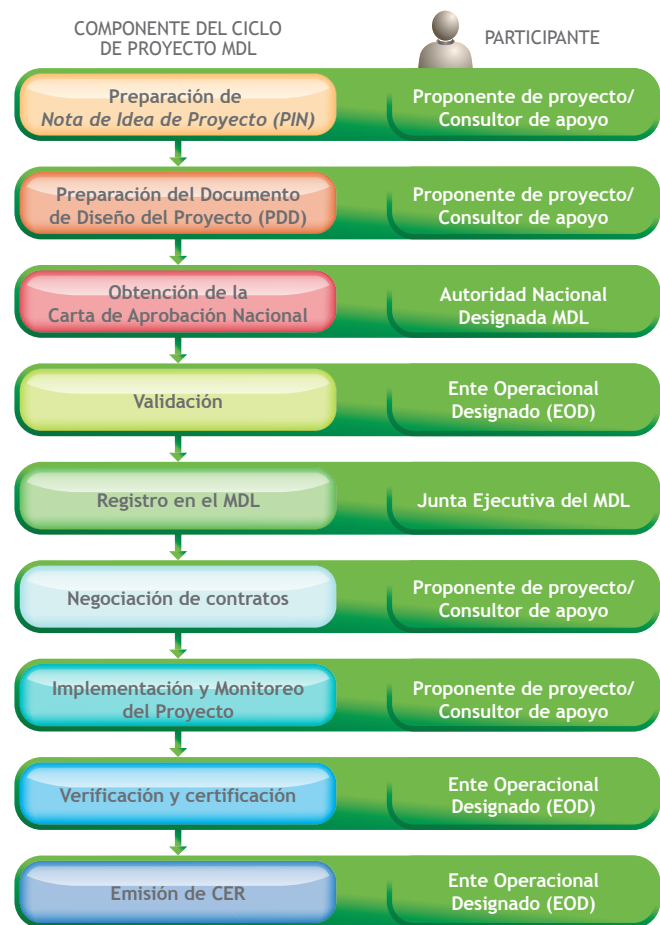 COMPONENTE DEL CICLO
DE PROYECTO MDL
PARTICIPANTE
Preparación de
Nota de Idea de Proyecto (PIN)
Proponente de proyecto/
Consultor de apoyo
Preparación del Documento
de Diseño del Proyecto (PDD)
Proponente de proyecto/
Consultor de apoyo
Obtención de la
Carta de Aprobación Nacional
Autoridad Nacional
Designada MDL
Validación
Ente Operacional
Designado (EOD)
Registro en el MDL
Junta Ejecutiva del MDL
Negociación de contratos
Proponente de proyecto/
Consultor de apoyo
Implementación y Monitoreo
del Proyecto
Proponente de proyecto/
Consultor de apoyo
Verificación y certificación
Ente Operacional
Designado (EOD)
Emisión de CER
Ente Operacional
Designado (EOD)